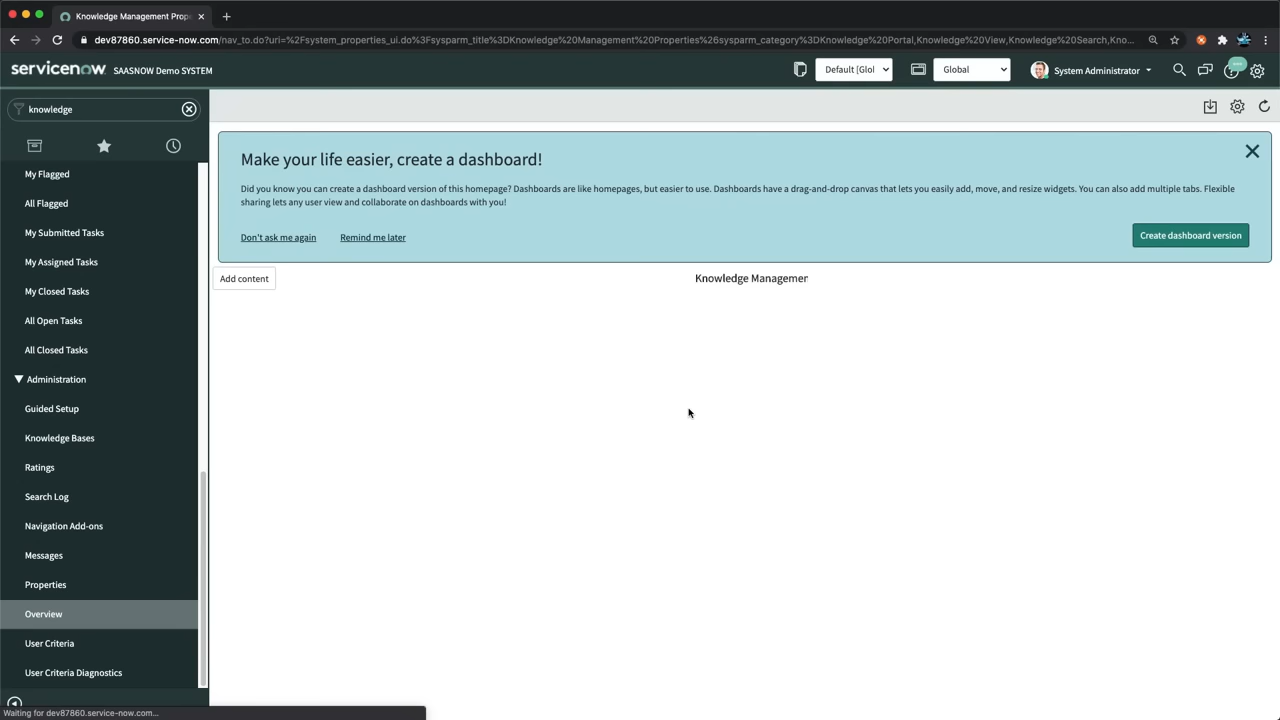 Knowledge Management Prop
dev87860.service-now.com/nav_to.do?uri=%2Fsystem_properties_ui.do%3Fsysparm_title%3DKnowledge%20Management%20Properties%26sysparm_category%3DKnowledge%20Portal,Knowledge%20View,Knowledge%20Search,Kno...
servicenow SAASNOW Demo SYSTEM
Default [Glol
Global
System Administrator
knowledge
My Flagged
All Flagged
My Submitted Tasks
My Assigned Tasks
My Closed Tasks
All Open Tasks
All Closed Tasks
Administration
Guided Setup
Knowledge Bases
Ratings
Search Log
Navigation Add-ons
Messages
Properties
Overview
User Criteria
User Criteria Diagnostics
Make your life easier, create a dashboard!
Did you know you can create a dashboard version of this homepage? Dashboards are like homepages, but easier to use. Dashboards have a drag-and-drop canvas that lets you easily add, move, and resize widgets. You can also add multiple tabs. Flexible
sharing lets any user view and collaborate on dashboards with you!
Don't ask me again
Remind me later
Create dashboard version
Add content
Knowledge Managemen
Waiting for dev87860.service-now.com...